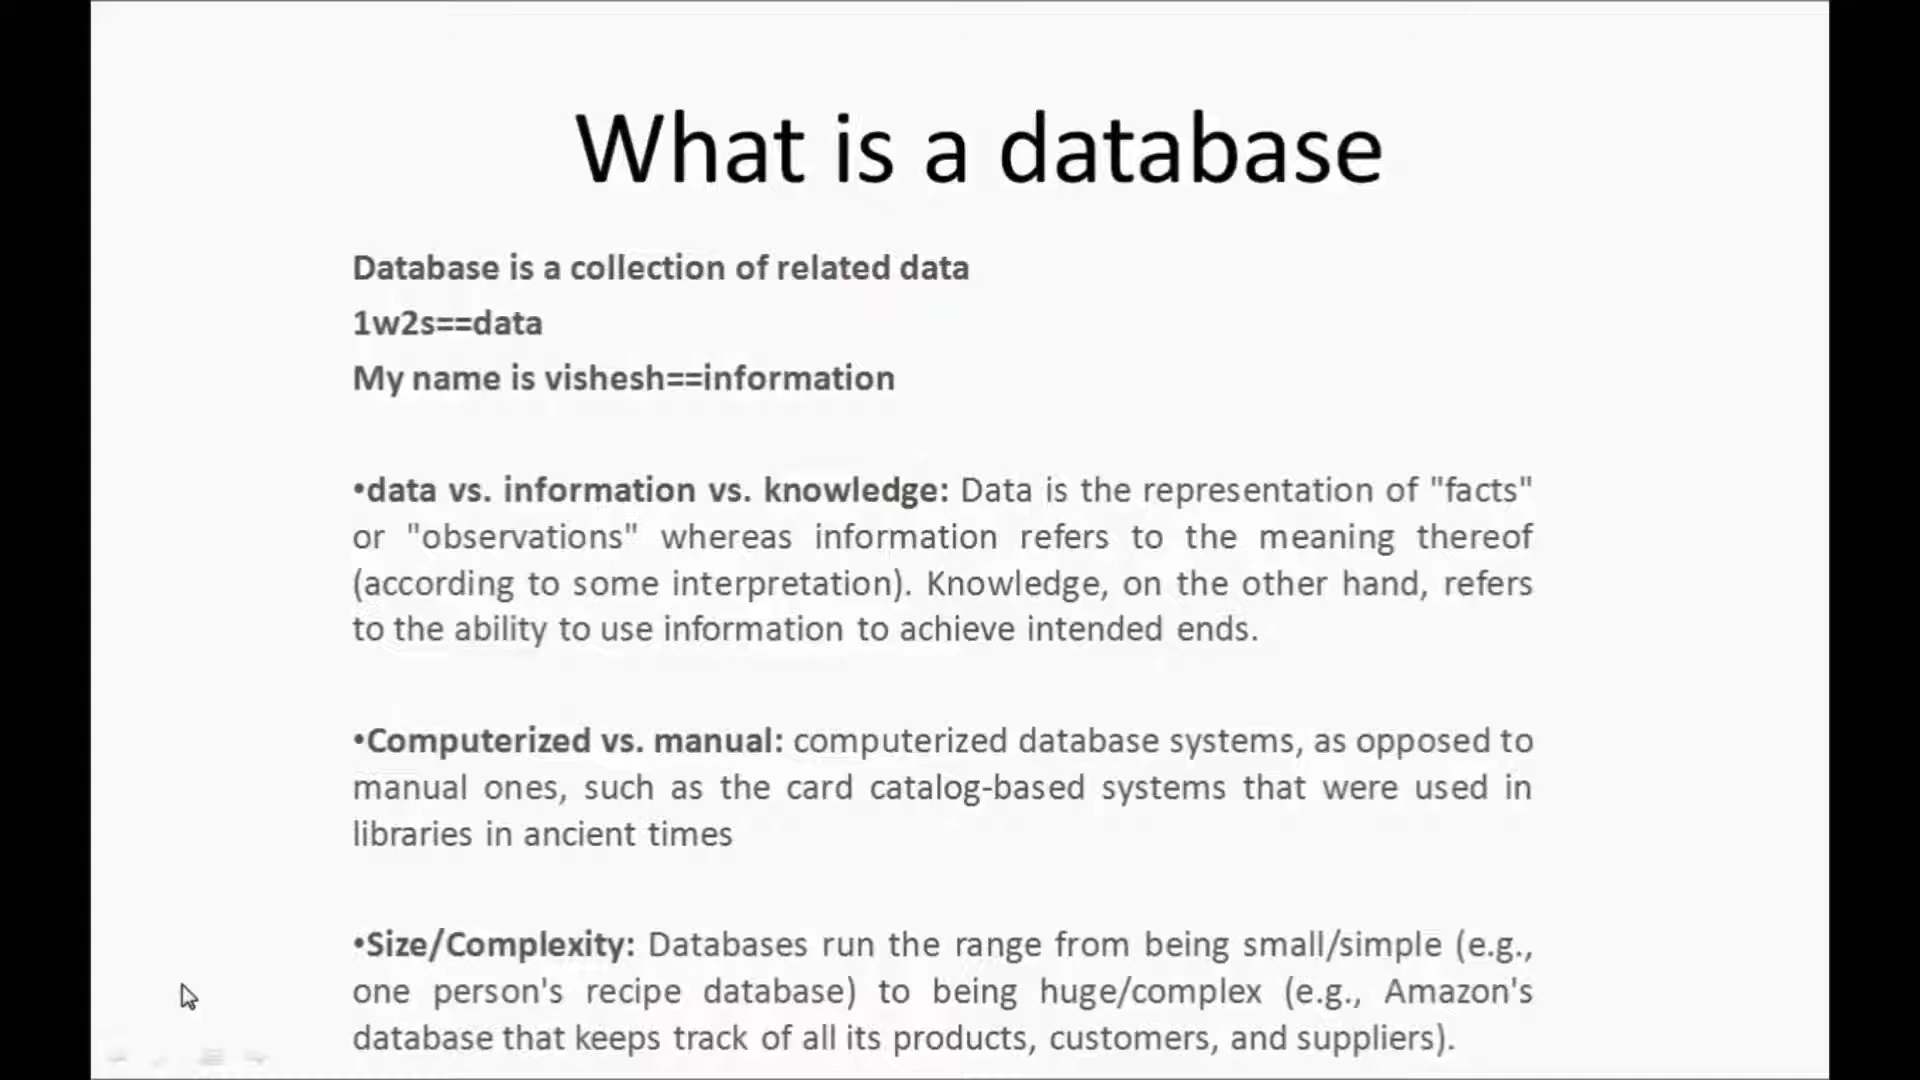 What is a database
Database is a collection of related data
1w2s==data
My name is vishesh==information
•data vs. information vs. knowledge: Data is the representation of "facts"
or "observations" whereas information refers to the meaning thereof
(according to some interpretation). Knowledge, on the other hand, refers
to the ability to use information to achieve intended ends.
•Computerized vs. manual: computerized database systems, as opposed to
manual ones, such as the card catalog-based systems that were used in
libraries in ancient times
•Size/Complexity: Databases run the range from being small/simple (e.g.,
one person's recipe database) to being huge/complex (e.g., Amazon's
database that keeps track of all its products, customers, and suppliers).